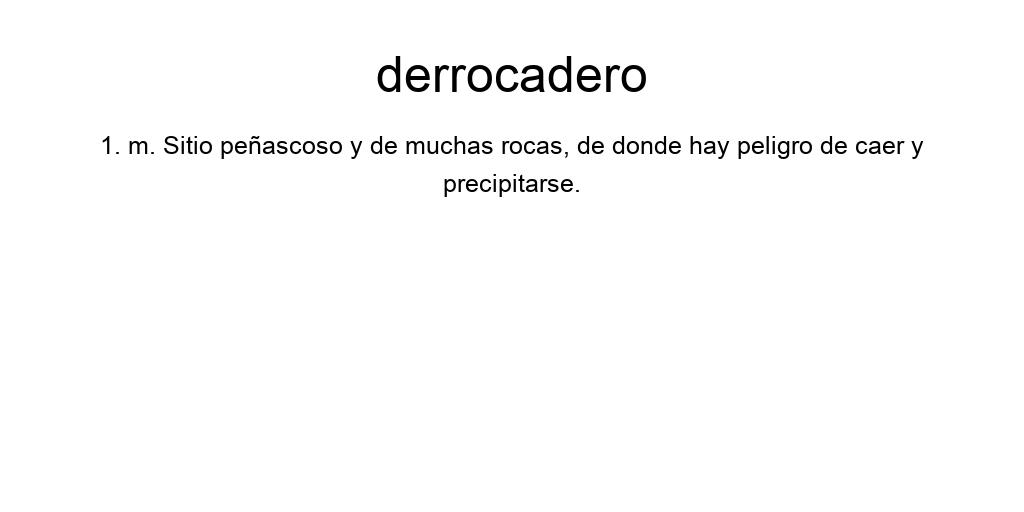 derrocadero
1. m. Sitio peñascoso y de muchas rocas, de donde hay peligro de caer y
precipitarse.